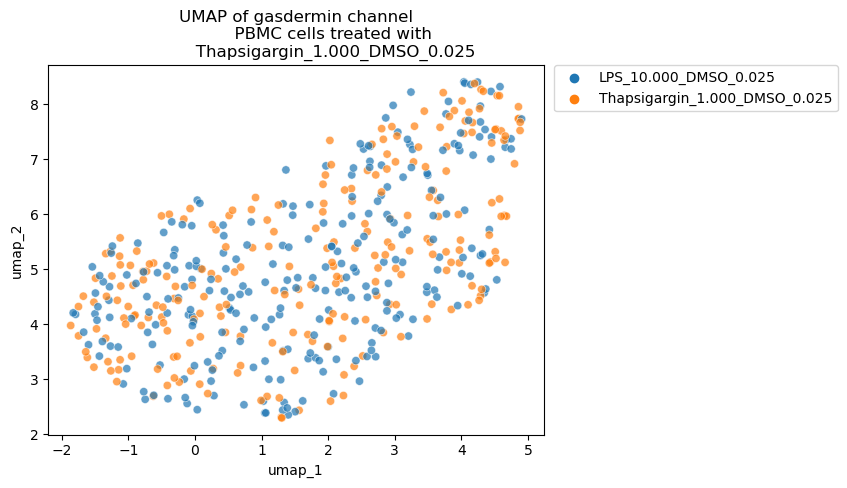 UMAP of gasdermin channel
PBMC cells treated with
Thapsigargin_1.000_DMSO_0.025
LPS_10.000_DMSO_0.025
Thapsigargin_1.000_DMSO_0.025
umap_2
8
7
6
5
4
3
2
−2 −1 0 1 2 3 4 5
umap_1